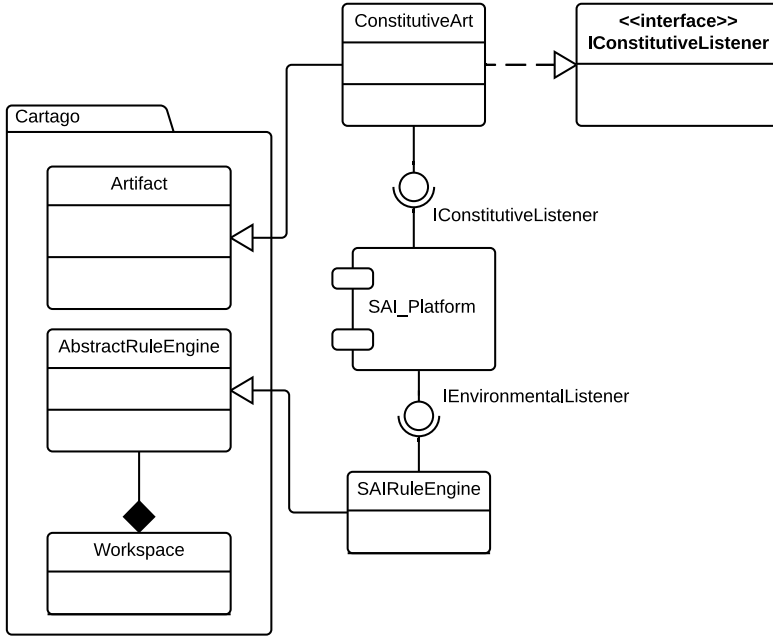 ConstitutiveArt
<<interface>>
IConstitutiveListener
Cartago
Artifact
IConstitutiveListener
SAI_Platform
AbstractRuleEngine
IEnvironmentalListener
SAIRuleEngine
Workspace